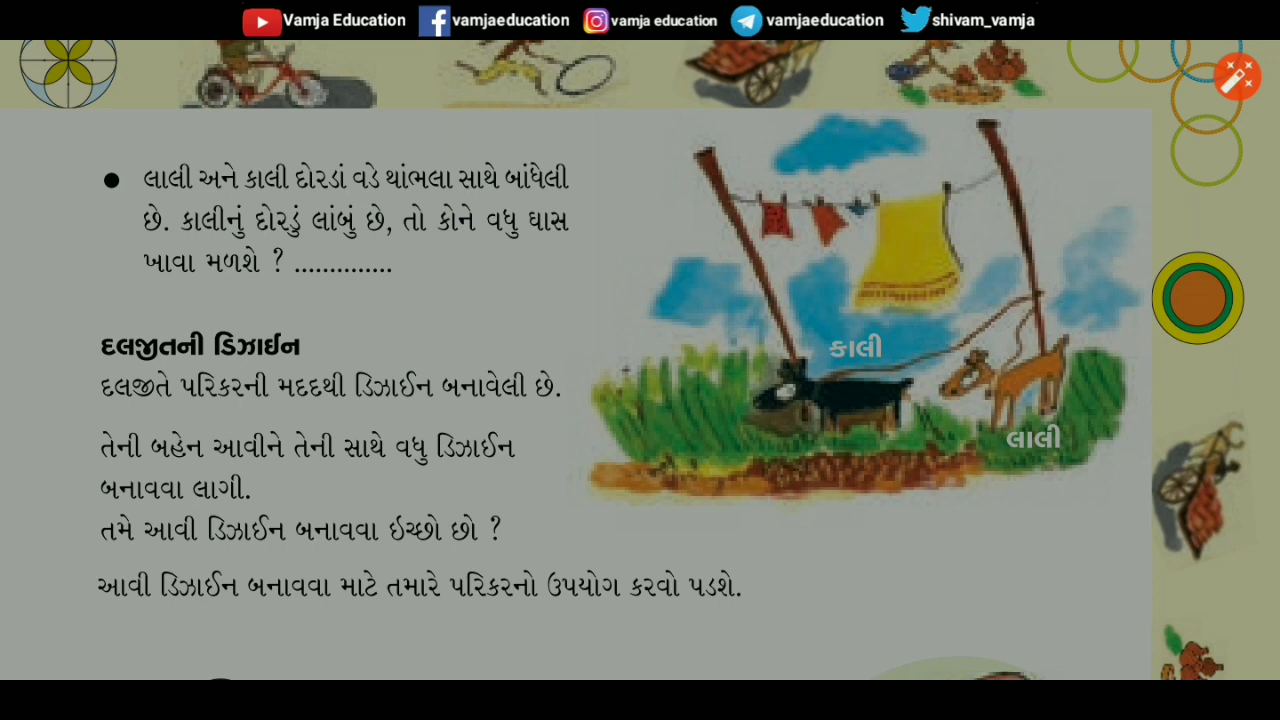 Vamja Education vamjaeducation vamja education vamjaeducation shivam_vamja
● લાલી અને કાલી દોરડાં વડે થાંભલા સાથે બાંધેલી
છે. કાલીનું દોરડું લાંબું છે, તો કોને વધુ ઘાસ
ખાવા મળશે ? ..............
કાલી
લાલી
દલજીતની ડિઝાઈન
દલજીતે પરિકરની મદદથી ડિઝાઈન બનાવેલી છે.
તેની બહેન આવીને તેની સાથે વધુ ડિઝાઈન
બનાવવા લાગી.
તમે આવી ડિઝાઈન બનાવવા ઇચ્છો છો ?
આવી ડિઝાઈન બનાવવા માટે તમારે પરિકરનો ઉપયોગ કરવો પડશે.